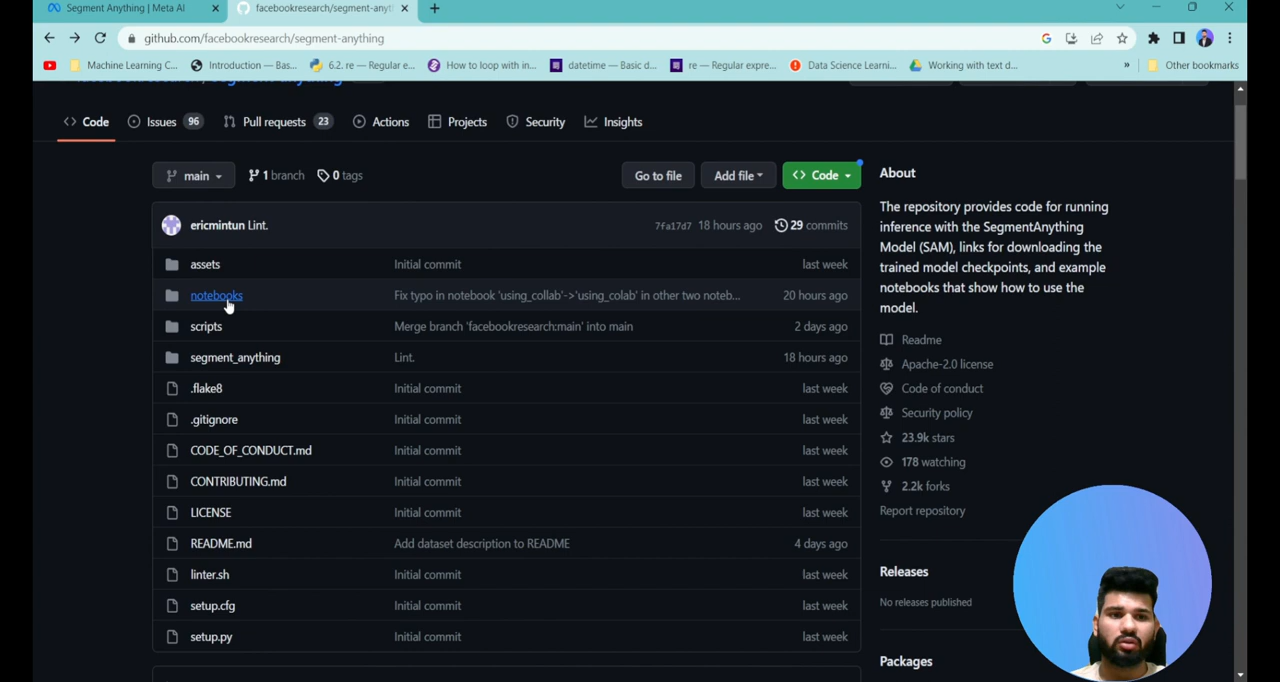 Segment Anything | Meta AI
facebookresearch/segment-anyt
github.com/facebookresearch/segment-anything
Machine Learning C...
Introduction — Bas...
6.2. re — Regular e...
How to loop with in...
datetime — Basic d...
re — Regular expre...
Data Science Learni...
Working with text d...
»
Other bookmarks
Code
Issues 96
Pull requests 23
Actions
Projects
Security
Insights
main
1 branch
0 tags
Go to file
Add file
Code
ericmintun Lint.
7fa17d7 18 hours ago
29 commits
assets Initial commit last week
notebooks Fix typo in notebook 'using_collab'->'using_colab' in other two noteb... 20 hours ago
scripts Merge branch 'facebookresearch:main' into main 2 days ago
segment_anything Lint. 18 hours ago
.flake8 Initial commit last week
.gitignore Initial commit last week
CODE_OF_CONDUCT.md Initial commit last week
CONTRIBUTING.md Initial commit last week
LICENSE Initial commit last week
README.md Add dataset description to README 4 days ago
linter.sh Initial commit last week
setup.cfg Initial commit last week
setup.py Initial commit last week
About
The repository provides code for running
inference with the SegmentAnything
Model (SAM), links for downloading the
trained model checkpoints, and example
notebooks that show how to use the
model.
Readme
Apache-2.0 license
Code of conduct
Security policy
23.9k stars
178 watching
2.2k forks
Report repository
Releases
No releases published
Packages